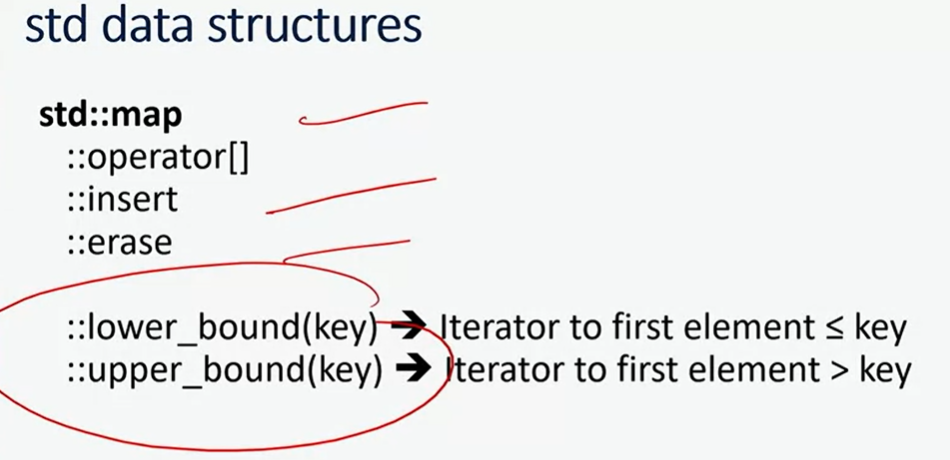 std data structures
std::map
::operator[]
::insert
::erase
::lower_bound(key) ➔ Iterator to first element ≤ key
::upper_bound(key) ➔ Iterator to first element > key